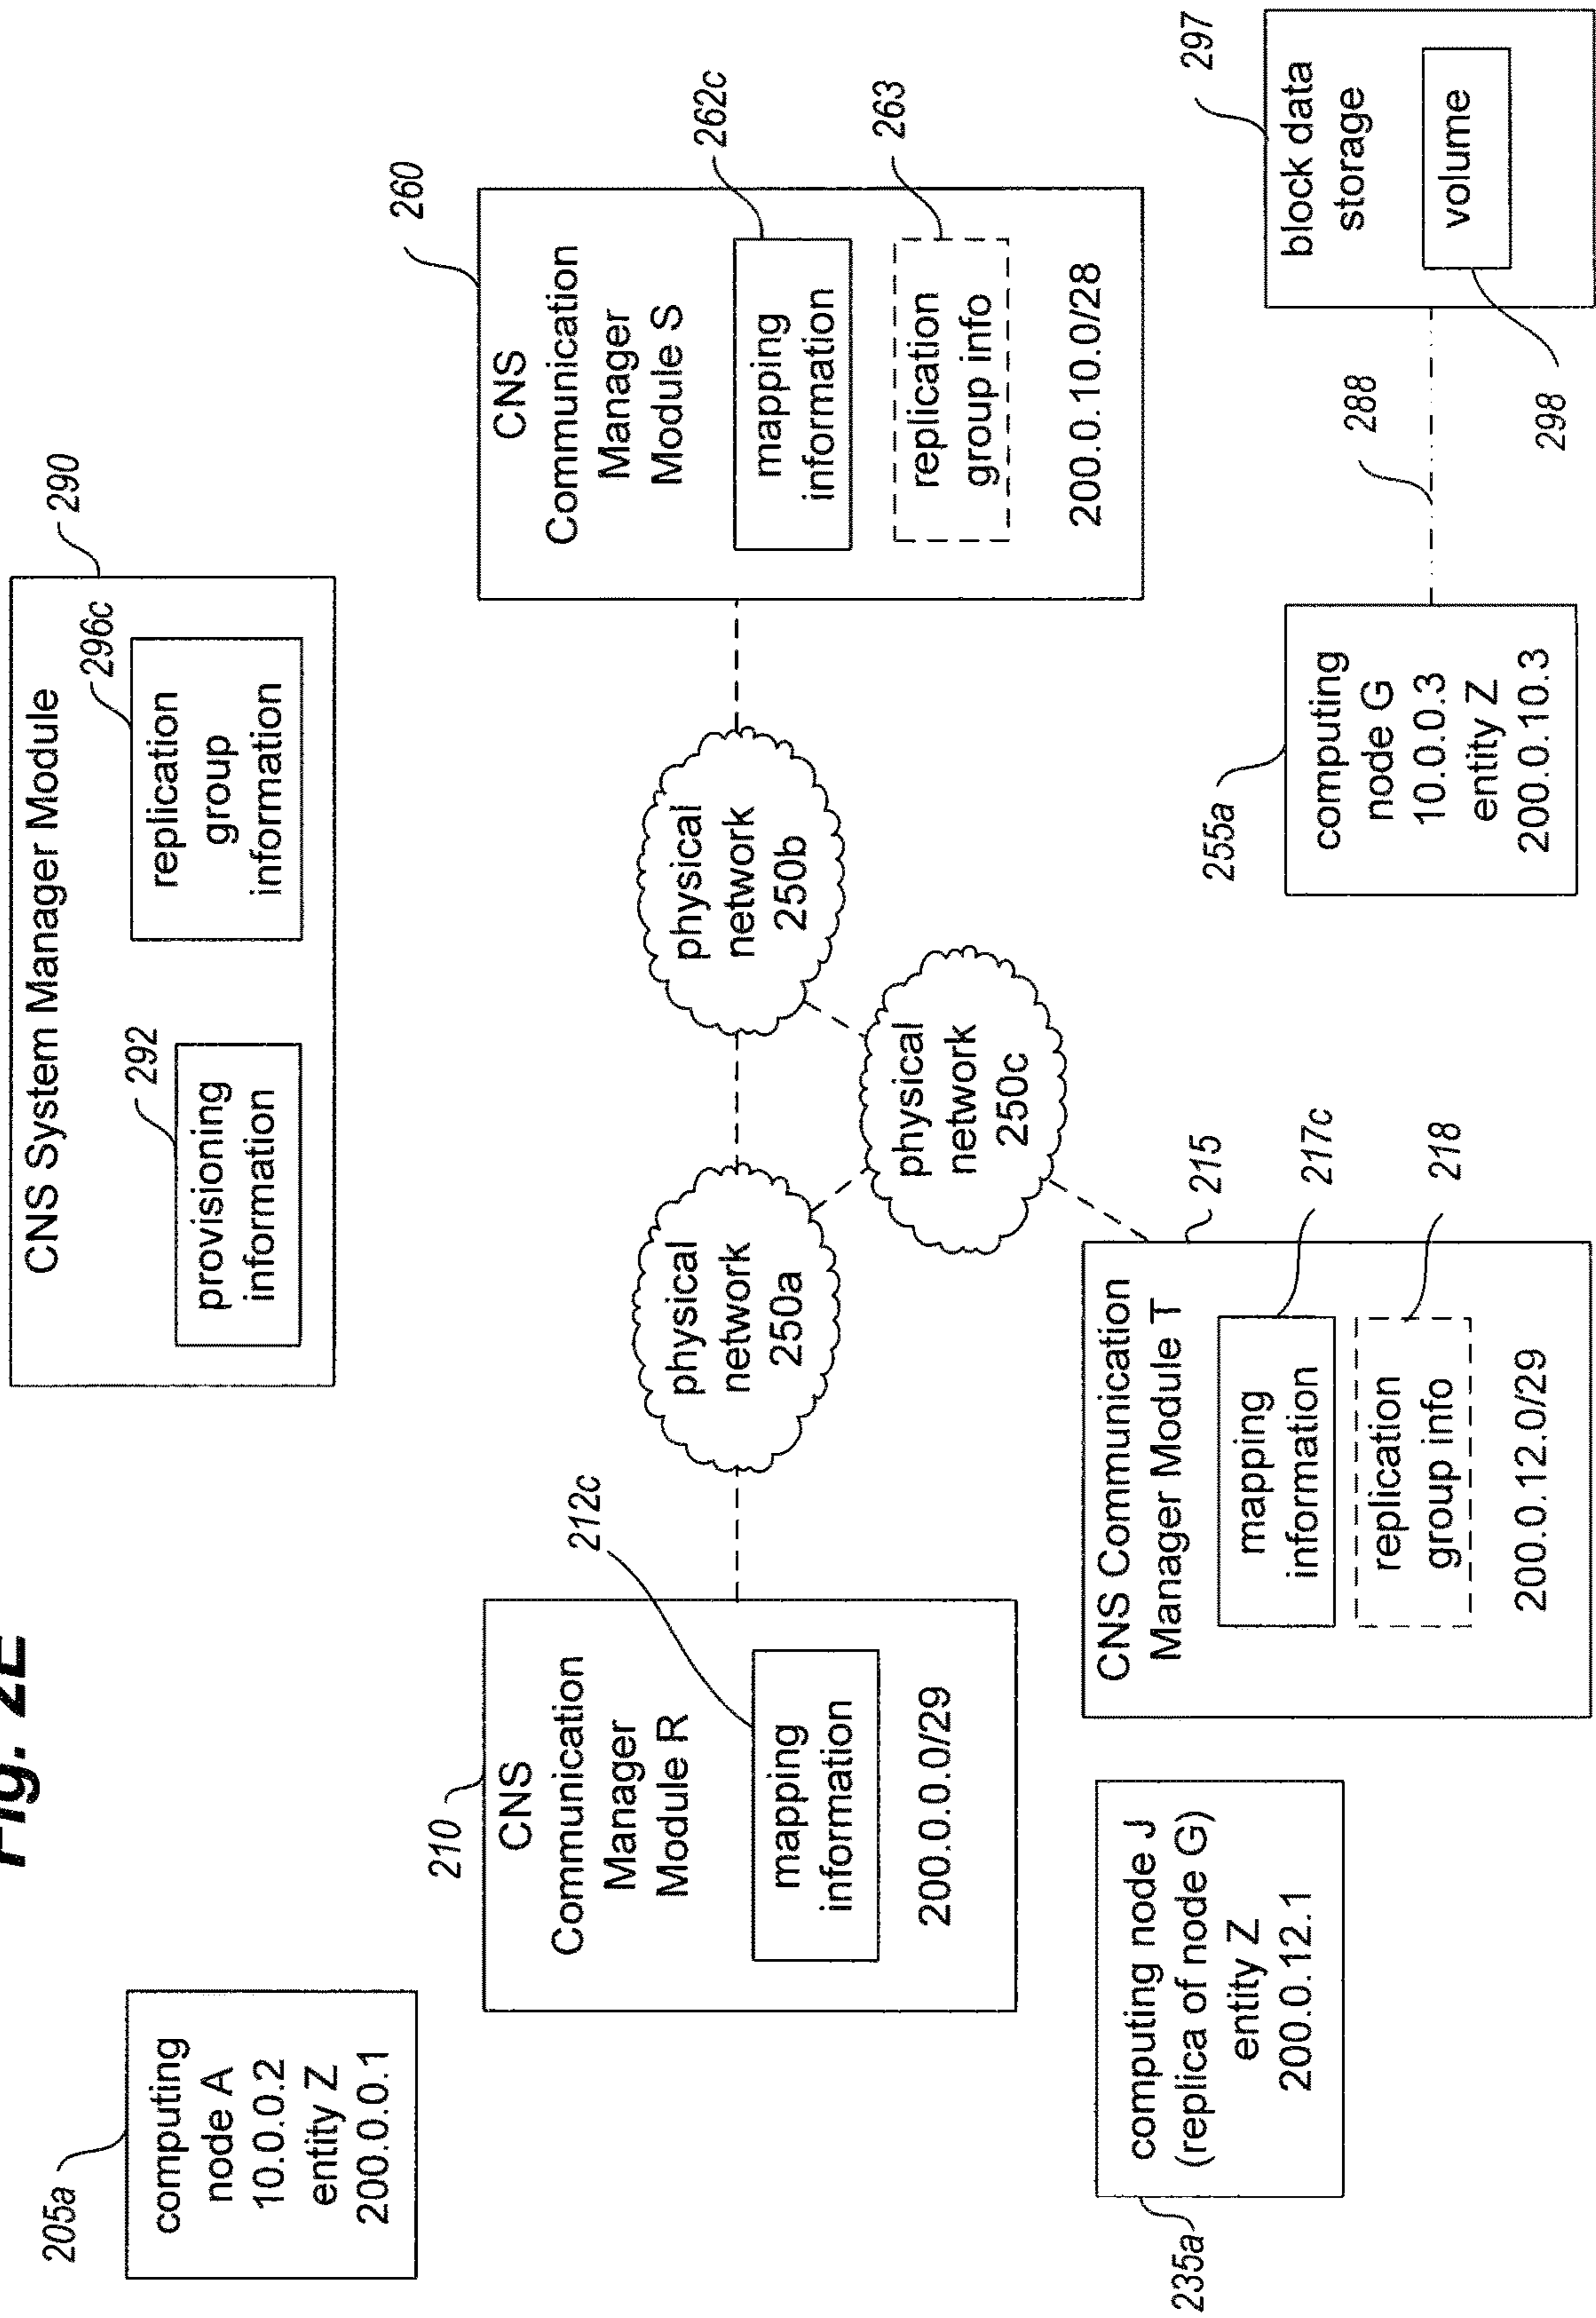 Fig. 2E
205a
computing
node A
10.0.0.2
entity Z
200.0.0.1
CNS System Manager Module
290
292
provisioning
information
296c
replication
group
information
210
CNS
Communication
Manager
Module R
212c
mapping
information
200.0.0.0/29
physical
network
250a
physical
network
250b
physical
network
250c
260
CNS
Communication
Manager
Module S
262c
mapping
information
263
replication
group info
200.0.10.0/28
235a
computing node J
(replica of node G)
entity Z
200.0.12.1
215
CNS Communication
Manager Module T
217c
mapping
information
218
replication
group info
200.0.12.0/29
255a
computing
node G
10.0.0.3
entity Z
200.0.10.3
288
297
block data
storage
volume
298